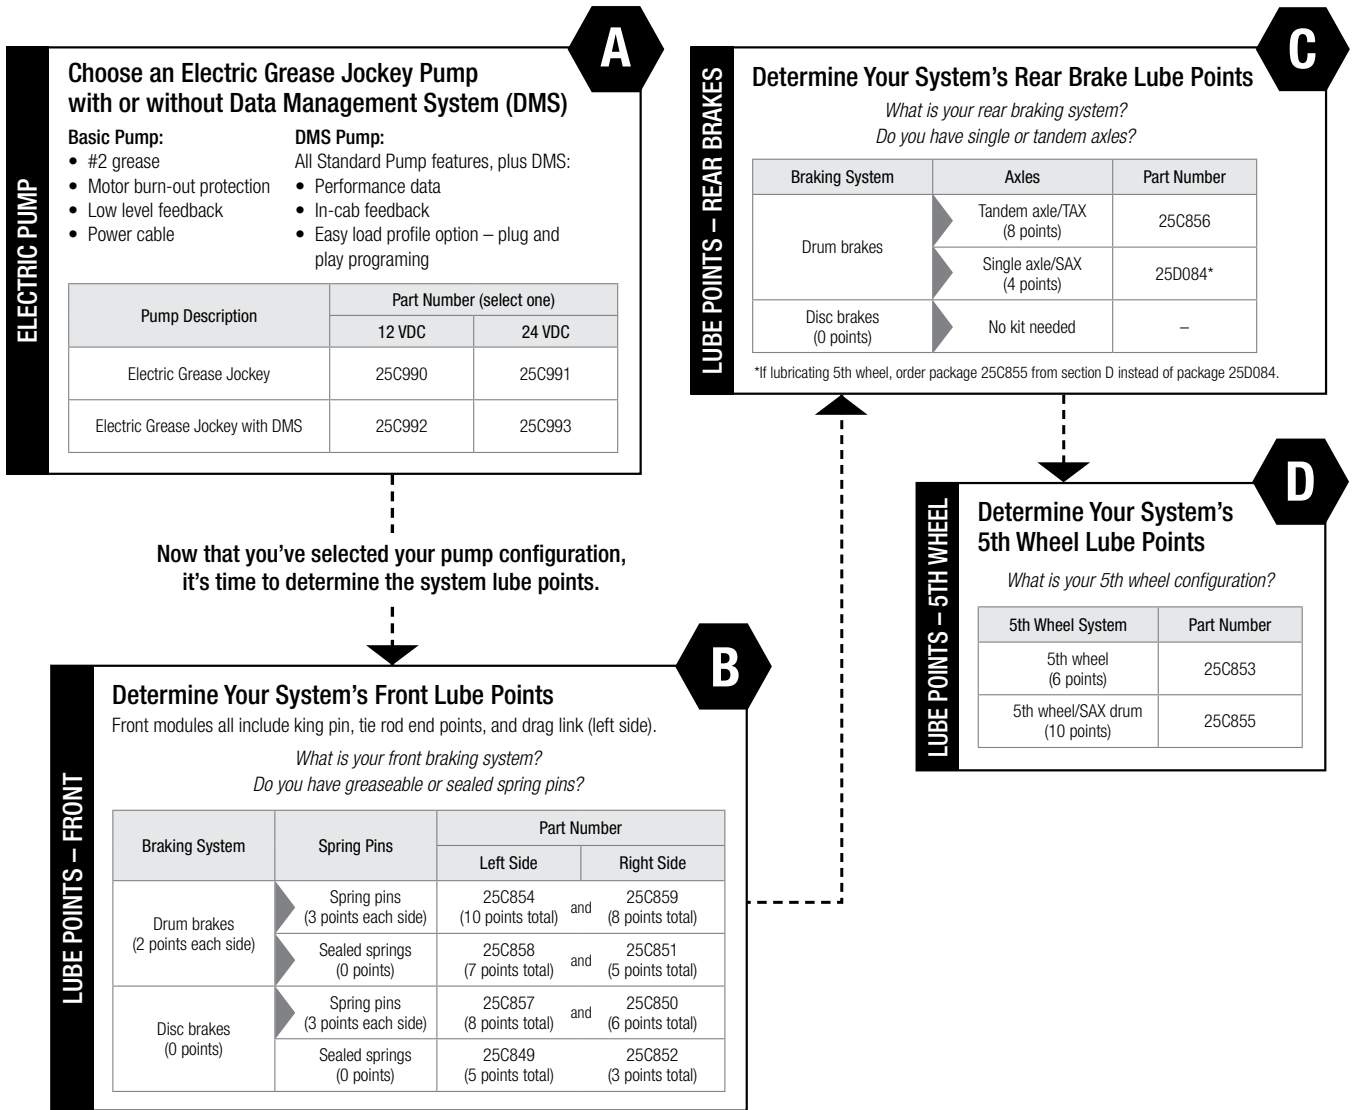 A
ELECTRIC PUMP
Choose an Electric Grease Jockey Pump
with or without Data Management System (DMS)
Basic Pump:
• #2 grease
• Motor burn-out protection
• Low level feedback
• Power cable
DMS Pump:
All Standard Pump features, plus DMS:
• Performance data
• In-cab feedback
• Easy load profile option – plug and
play programing
Pump Description
Part Number (select one)
12 VDC
24 VDC
Electric Grease Jockey
25C990
25C991
Electric Grease Jockey with DMS
25C992
25C993
Now that you've selected your pump configuration,
it's time to determine the system lube points.
B
LUBE POINTS – FRONT
Determine Your System's Front Lube Points
Front modules all include king pin, tie rod end points, and drag link (left side).
What is your front braking system?
Do you have greaseable or sealed spring pins?
Braking System
Spring Pins
Part Number
Left Side
Right Side
Drum brakes
(2 points each side)
Spring pins
(3 points each side)
25C854
(10 points total)
and
25C859
(8 points total)
Sealed springs
(0 points)
25C858
(7 points total)
and
25C851
(5 points total)
Disc brakes
(0 points)
Spring pins
(3 points each side)
25C857
(8 points total)
and
25C850
(6 points total)
Sealed springs
(0 points)
25C849
(5 points total)
25C852
(3 points total)
C
LUBE POINTS – REAR BRAKES
Determine Your System's Rear Brake Lube Points
What is your rear braking system?
Do you have single or tandem axles?
Braking System
Axles
Part Number
Drum brakes
Tandem axle/TAX
(8 points)
25C856
Single axle/SAX
(4 points)
25D084*
Disc brakes
(0 points)
No kit needed
–
*If lubricating 5th wheel, order package 25C855 from section D instead of package 25D084.
D
LUBE POINTS – 5TH WHEEL
Determine Your System's
5th Wheel Lube Points
What is your 5th wheel configuration?
5th Wheel System
Part Number
5th wheel
(6 points)
25C853
5th wheel/SAX drum
(10 points)
25C855